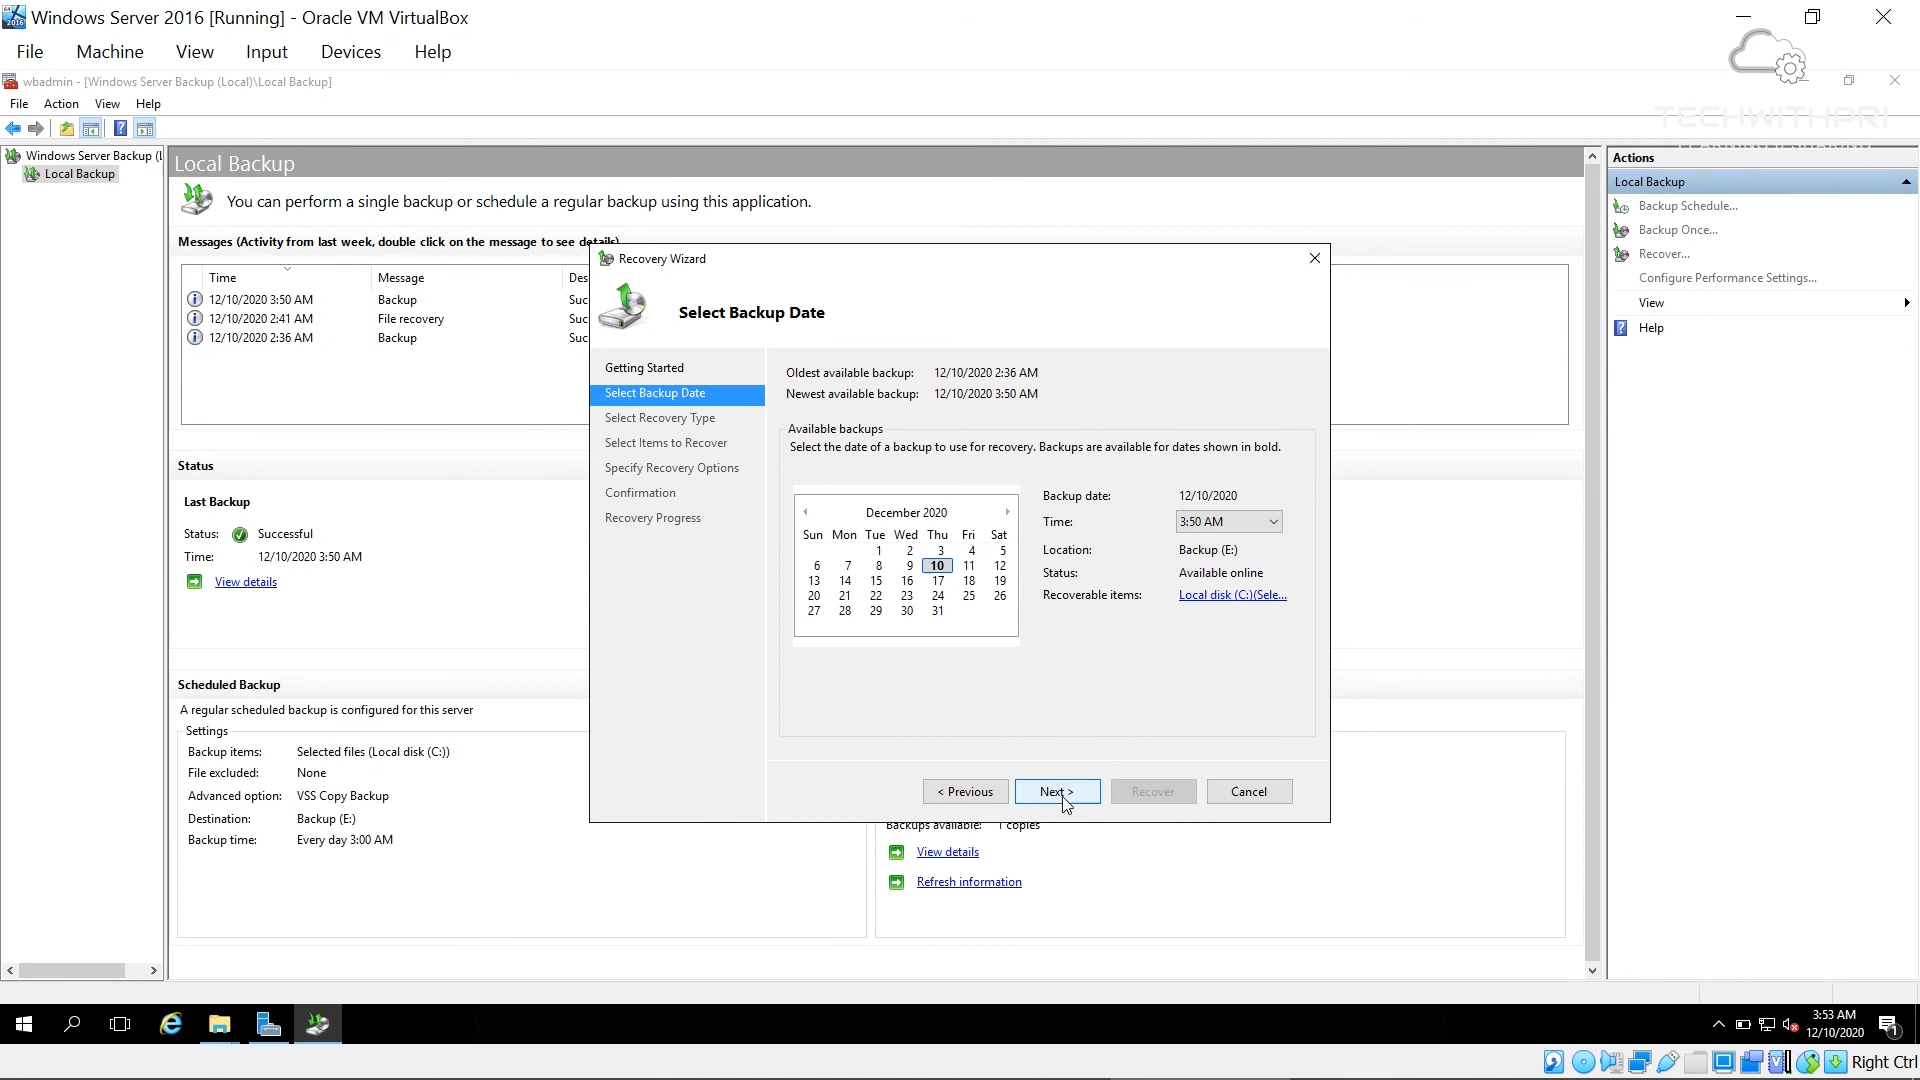 Windows Server 2016 [Running] - Oracle VM VirtualBox
File Machine View Input Devices Help
wbadmin - [Windows Server Backup (Local)\Local Backup]
File Action View Help
TECHWITHPRI
Windows Server Backup (L
Local Backup
Local Backup
You can perform a single backup or schedule a regular backup using this application.
Messages (Activity from last week, double click on the message to see details)
Time Message Des
12/10/2020 3:50 AM Backup Suc
12/10/2020 2:41 AM File recovery Suc
12/10/2020 2:36 AM Backup Suc
Status
Last Backup
Status: Successful
Time: 12/10/2020 3:50 AM
View details
Scheduled Backup
A regular scheduled backup is configured for this server
Settings
Backup items: Selected files (Local disk (C:))
File excluded: None
Advanced option: VSS Copy Backup
Destination: Backup (E:)
Backup time: Every day 3:00 AM
Recovery Wizard
Select Backup Date
Getting Started
Select Backup Date
Select Recovery Type
Select Items to Recover
Specify Recovery Options
Confirmation
Recovery Progress
Oldest available backup: 12/10/2020 2:36 AM
Newest available backup: 12/10/2020 3:50 AM
Available backups
Select the date of a backup to use for recovery. Backups are available for dates shown in bold.
December 2020
Sun Mon Tue Wed Thu Fri Sat
1 2 3 4 5
6 7 8 9 10 11 12
13 14 15 16 17 18 19
20 21 22 23 24 25 26
27 28 29 30 31
Backup date: 12/10/2020
Time: 3:50 AM
Location: Backup (E:)
Status: Available online
Recoverable items: Local disk (C:)(Sele...
< Previous Next > Recover Cancel
Backups available: 1 copies
View details
Refresh information
Actions
Local Backup
Backup Schedule...
Backup Once...
Recover...
Configure Performance Settings...
View
Help
3:53 AM
12/10/2020
1
Right Ctrl